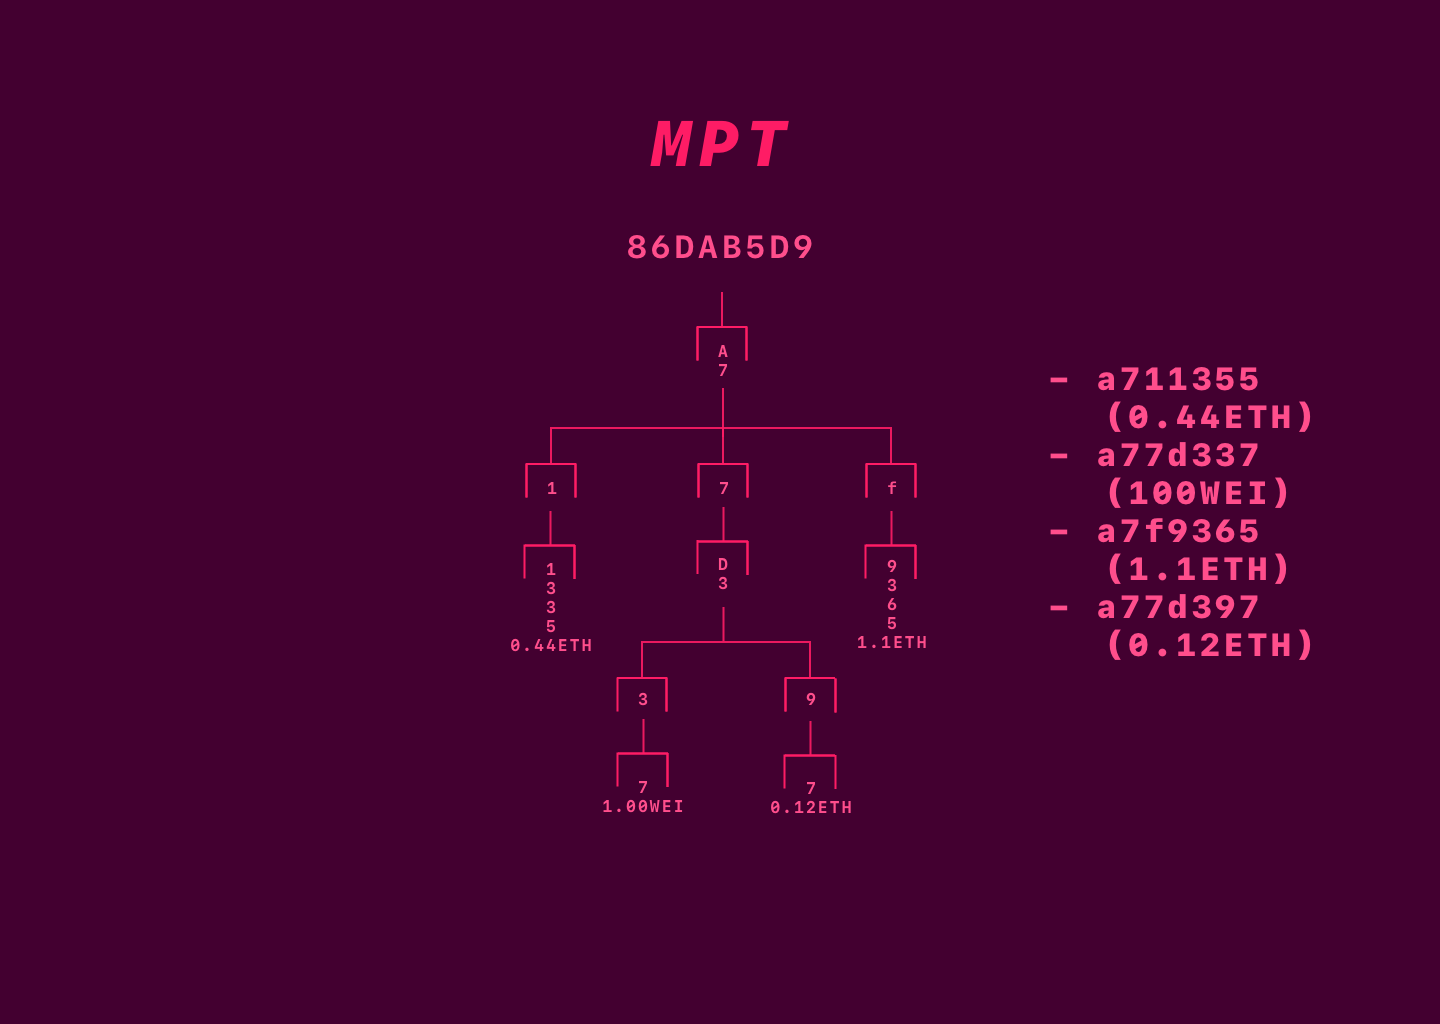 MPT
86DAB5D9
A
7
1
7
f
1
3
3
5
0.44ETH
D
3
9
3
6
5
1.1ETH
3
9
7
1.00WEI
7
0.12ETH
- a711355
(0.44ETH)
- a77d337
(100WEI)
- a7f9365
(1.1ETH)
- a77d397
(0.12ETH)